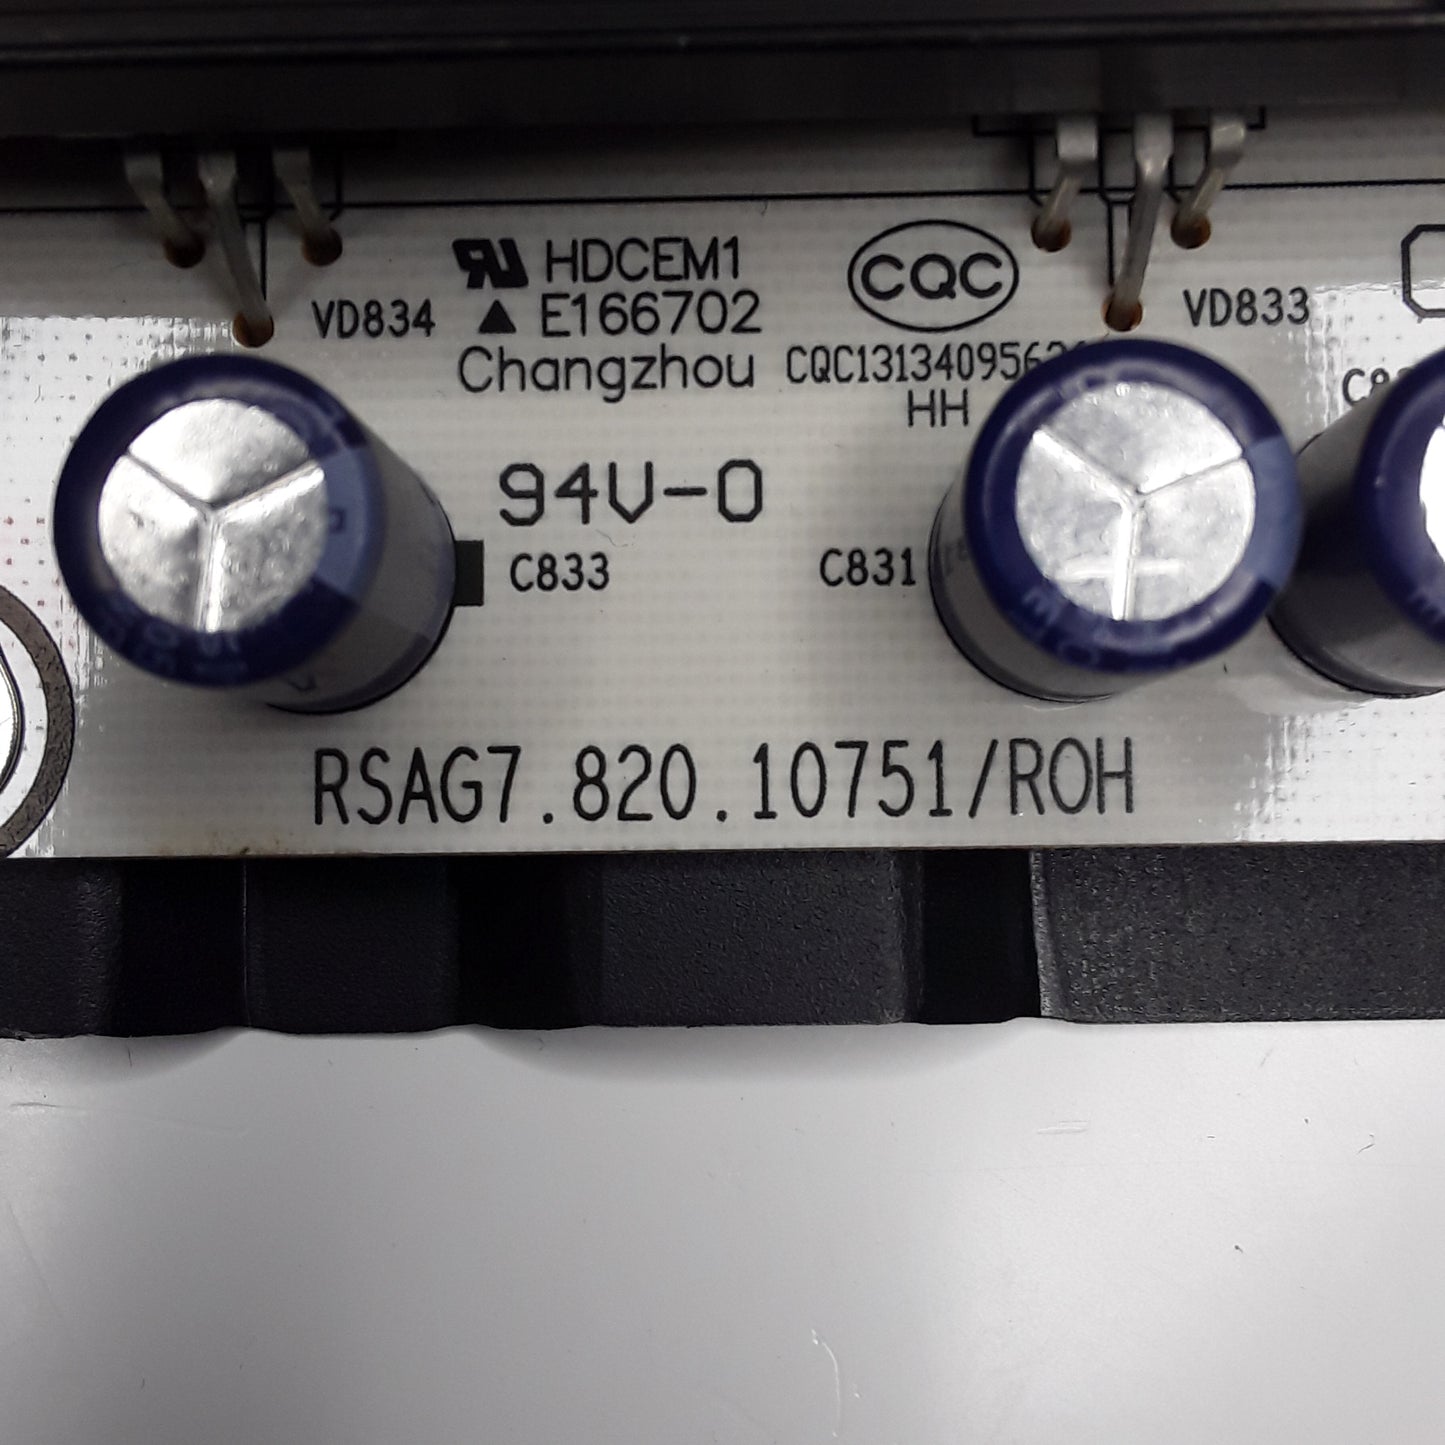 HDCEM1
E166702
Changzhou
VD834
CQC
VD833
HH
94V-0
C833
C831
RSAG7.820.10751/ROH